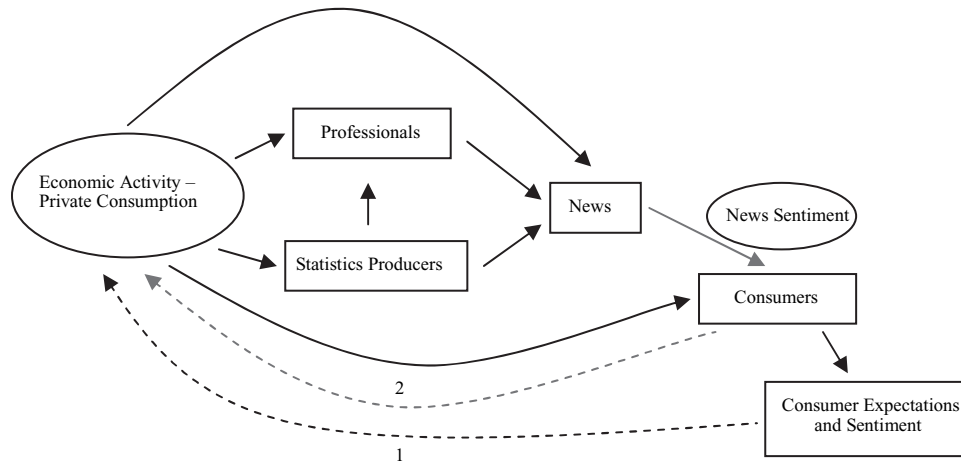 Professionals
Economic Activity –
Private Consumption
News
News Sentiment
Statistics Producers
Consumers
2
Consumer Expectations
and Sentiment
1